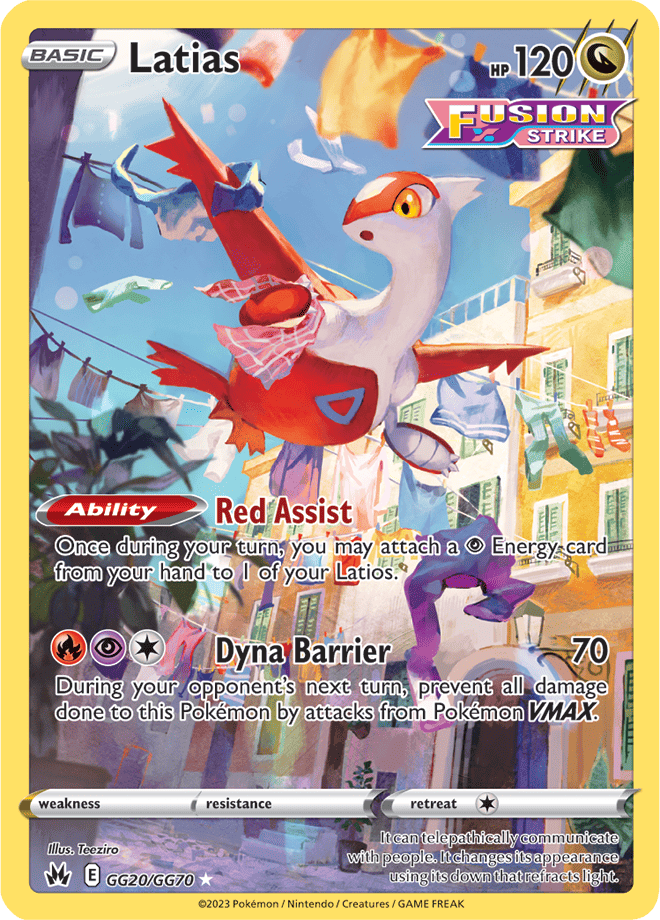 BASIC Latias HP 120
FUSION
STRIKE
Ability Red Assist
Once during your turn, you may attach a Energy card
from your hand to 1 of your Latios.
Dyna Barrier 70
During your opponent's next turn, prevent all damage
done to this Pokémon by attacks from Pokémon VMAX.
weakness resistance retreat
Illus. Teeziro
E GG20/GG70
It can telepathically communicate
with people. It changes its appearance
using its down that refracts light.
©2023 Pokémon / Nintendo / Creatures / GAME FREAK